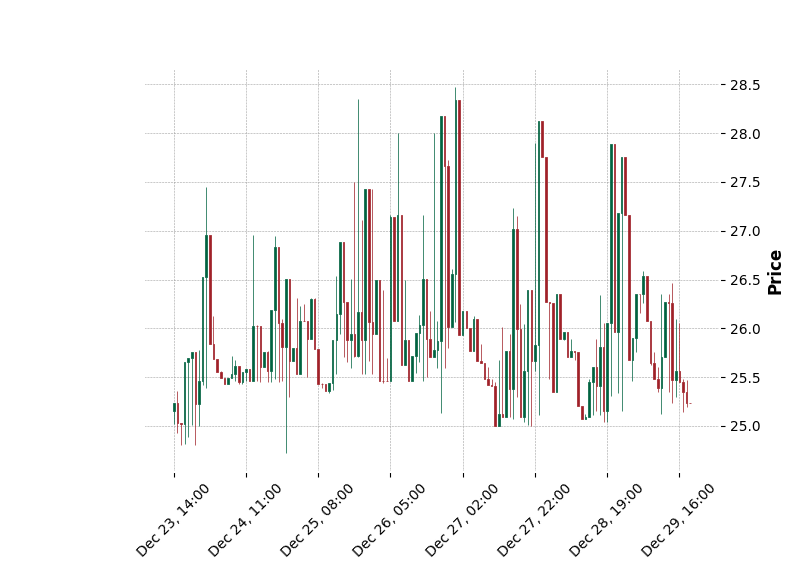 28.5
28.0
27.5
27.0
26.5
26.0
25.5
25.0
Price
Dec 23, 14:00
Dec 24, 11:00
Dec 25, 08:00
Dec 26, 05:00
Dec 27, 02:00
Dec 27, 22:00
Dec 28, 19:00
Dec 29, 16:00